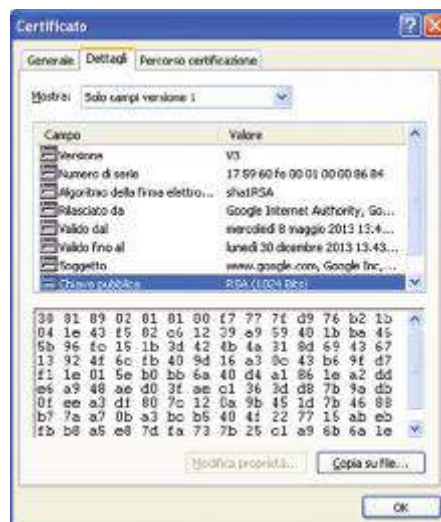 Certificato
Generale Dettagli Percorso certificazione
Mostra: Solo campi versione 1
Campo Valore
Versione V3
Numero di serie 17 59 60 fe 00 01 00 00 86 84
Algoritmo della firma elettro... sha1RSA
Rilasciato da Google Internet Authority, Go...
Valido dal mercoledì 8 maggio 2013 13.4...
Valido fino al lunedì 30 dicembre 2013 13.43...
Soggetto www.google.com, Google Inc,...
Chiave pubblica RSA (1024 Bits)
30 81 89 02 81 81 00 f7 77 7f d9 76 b2 1b
04 1e 43 f5 82 c6 12 39 a9 59 40 1b ba 46
5b 96 fc 15 1b 3d 42 4b 4a 31 8d 69 43 67
13 92 4f 6c fb 40 9d 16 a3 0c 43 b6 9f d7
f1 1e 01 5e b0 bb 6a 40 d4 a1 86 1e a2 dd
e6 a9 48 ae d0 3f ae c1 36 3d d8 7b 9a db
0f ee a3 df 80 7c 12 0a 9b 45 1d 7b 46 88
b7 7a a7 0b a3 bc b5 40 4f 22 77 15 ab eb
fb b8 a5 e8 7d fa 73 7b 25 c1 a9 6b 6a 1e
Modifica proprietà... Copia su file...
OK